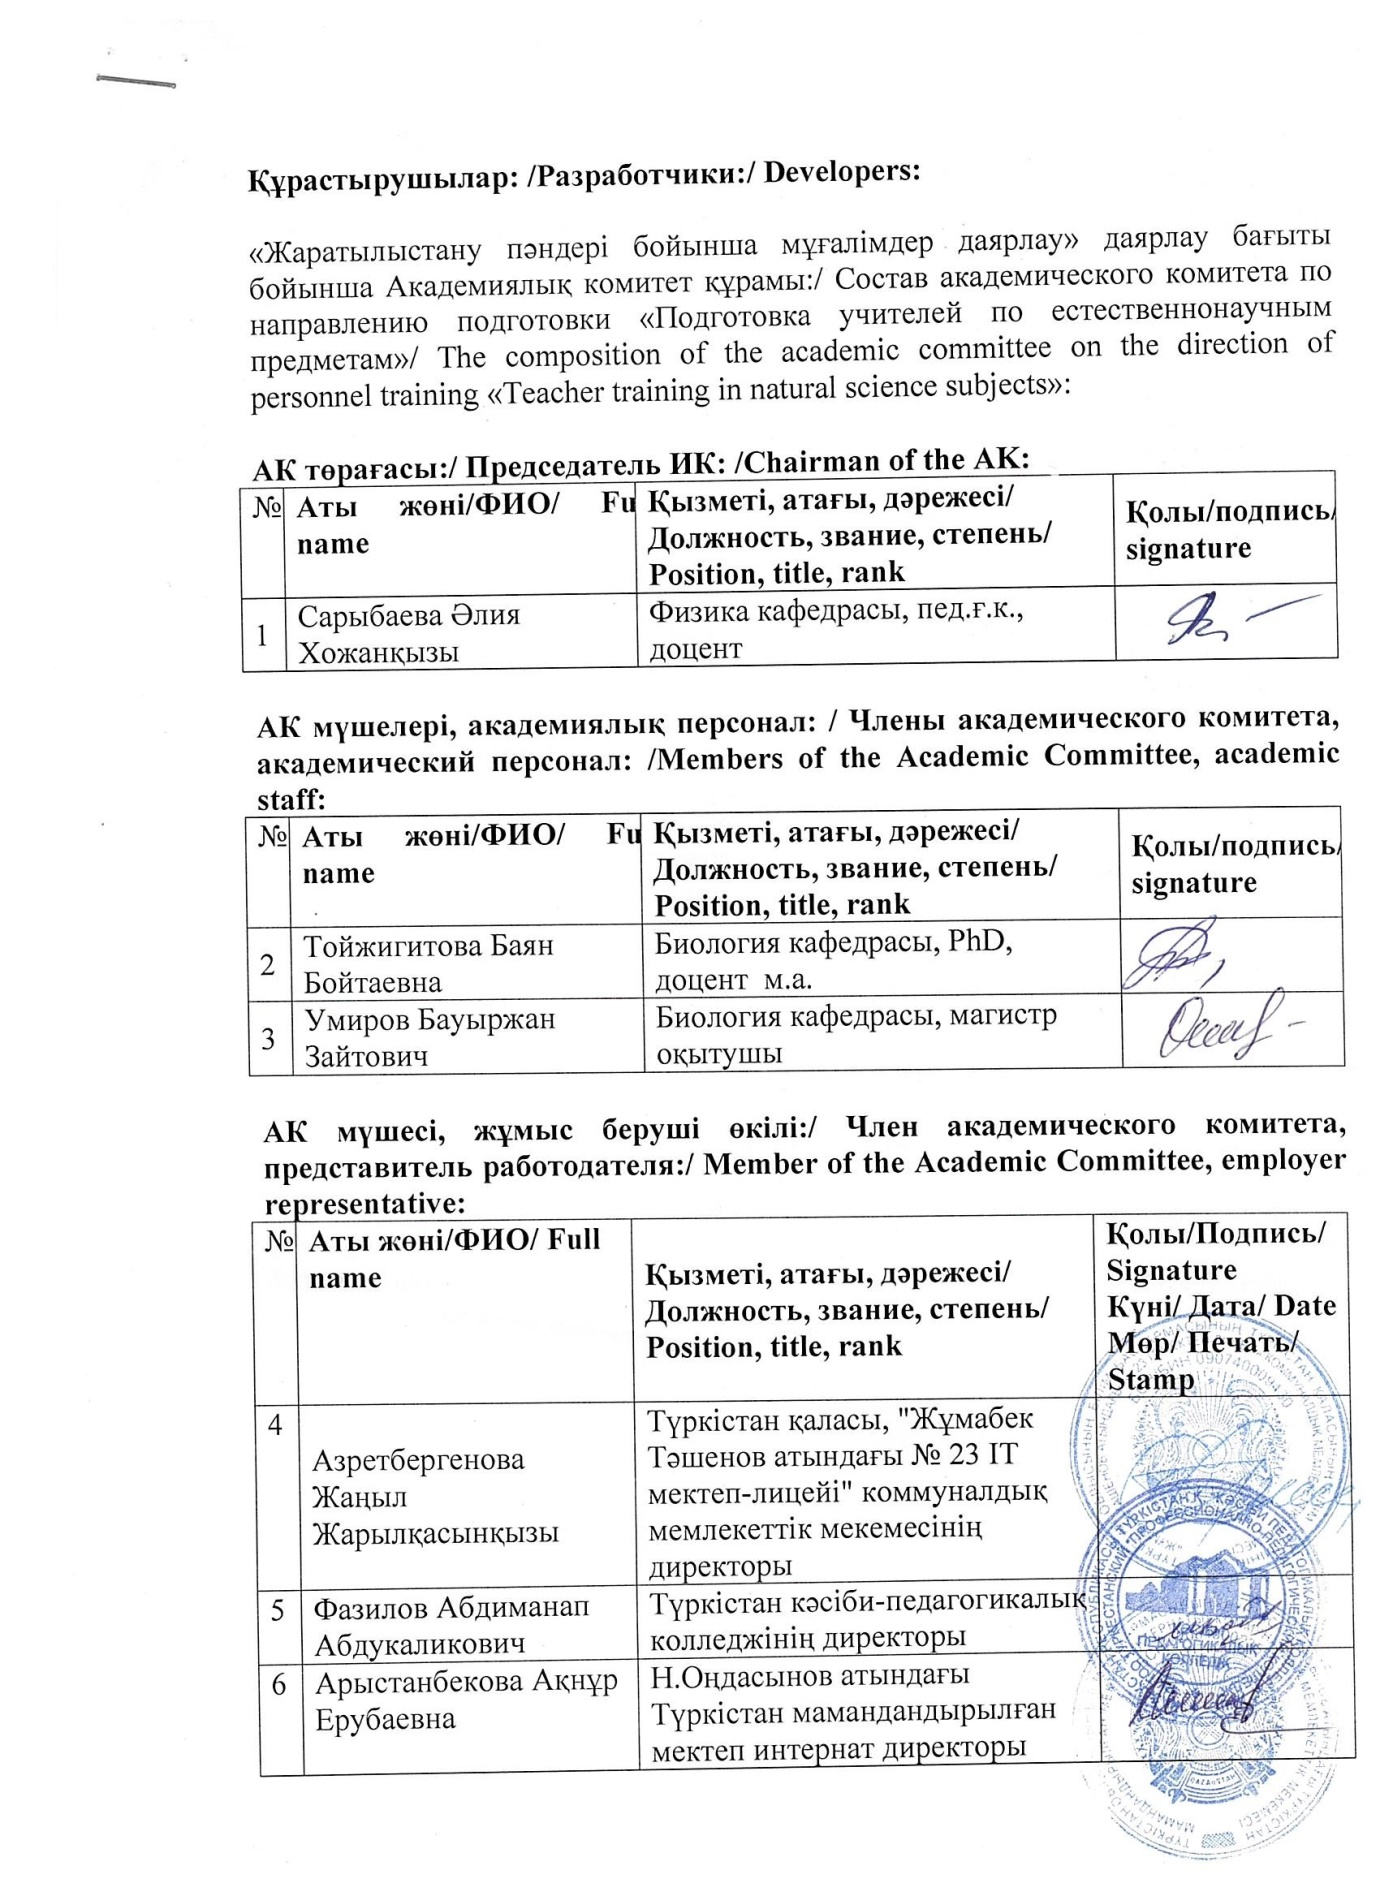 Құрастырушылар: /Разработчики:/ Developers:
«Жаратылыстану пәндері бойынша мұғалімдер даярлау» даярлау бағыты
бойынша Академиялық комитет құрамы:/ Состав академического комитета по
направлению подготовки «Подготовка учителей по естественнонаучным
предметам»/ The composition of the academic committee on the direction of
personnel training «Teacher training in natural science subjects»:
АК төрағасы:/ Председатель ИК: /Chairman of the AK:
№ Аты жөні/ФИО/ Fu
name
Қызметі, атағы, дәрежесі/
Должность, звание, степень/
Position, title, rank
Қолы/подпись/
signature
1
Сарыбаева Әлия
Хожанқызы
Физика кафедрасы, пед.ғ.к.,
доцент
АК мүшелері, академиялық персонал: / Члены академического комитета,
академический персонал: /Members of the Academic Committee, academic
staff:
№ Аты жөні/ФИО/ Fu
name
Қызметі, атағы, дәрежесі/
Должность, звание, степень/
Position, title, rank
Қолы/подпись/
signature
2
Тойжигитова Баян
Бойтаевна
Биология кафедрасы, PhD,
доцент м.а.
3
Умиров Бауыржан
Зайтович
Биология кафедрасы, магистр
оқытушы
АК мүшесі, жұмыс беруші өкілі:/ Член академического комитета,
представитель работодателя:/ Member of the Academic Committee, employer
representative:
№ Аты жөні/ФИО/ Full
name
Қызметі, атағы, дәрежесі/
Должность, звание, степень/
Position, title, rank
Қолы/Подпись/
Signature
Күні/ Дата/ Date
Мөр/ Печать/
Stamp
4
Азретбергенова
Жаңыл
Жарылқасынқызы
Түркістан қаласы, "Жұмабек
Тәшенов атындағы № 23 IT
мектеп-лицейі" коммуналдық
мемлекеттік мекемесінің
директоры
5
Фазилов Абдиманап
Абдукаликович
Түркістан кәсіби-педагогикалық
колледжінің директоры
6
Арыстанбекова Ақнұр
Ерубаевна
Н.Оңдасынов атындағы
Түркістан мамандандырылған
мектеп интернат директоры